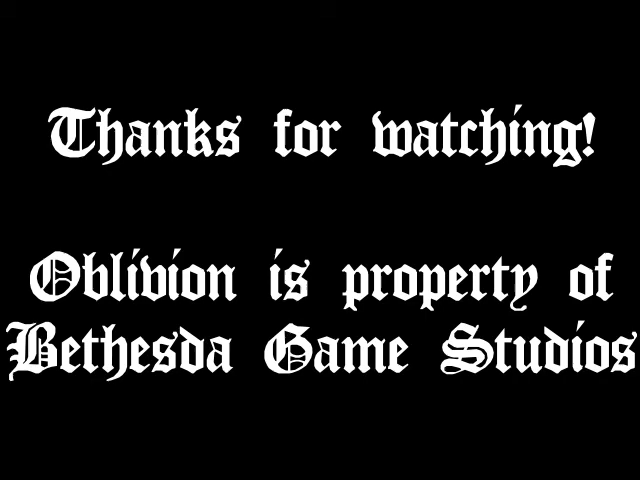 Thanks for watching!
Oblivion is property of
Bethesda Game Studios